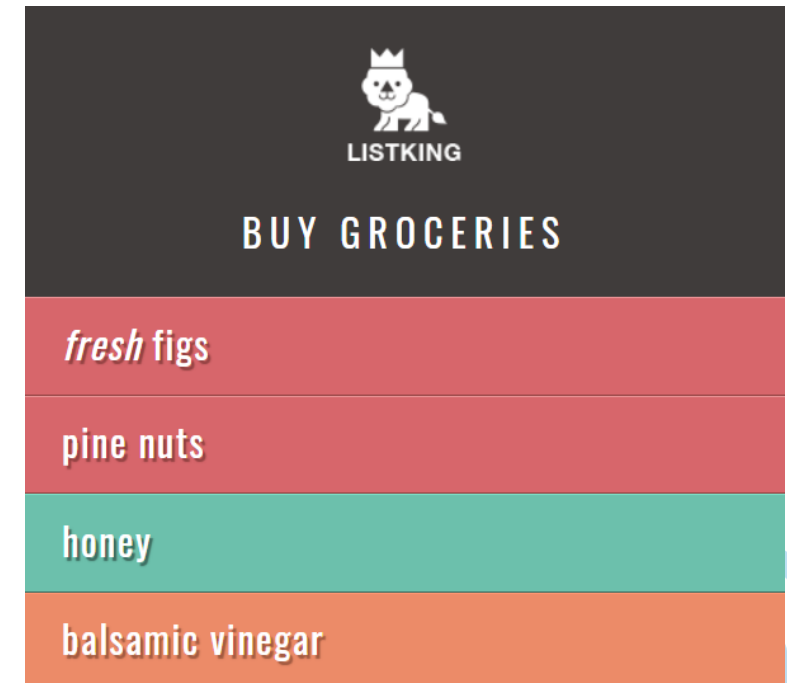 LISTKING
BUY GROCERIES
fresh figs
pine nuts
honey
balsamic vinegar